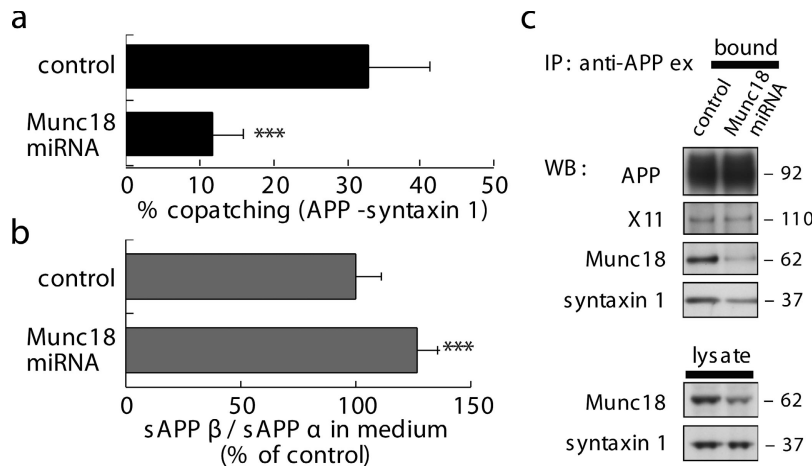 a
control
Munc18
miRNA
***
0 10 20 30 40 50
% copatching (APP -syntaxin 1)
b
control
Munc18
miRNA
***
0 50 100 150
sAPP β / sAPP α in medium
(% of control)
c
IP: anti-APP ex
bound
control
Munc18
miRNA
WB:
APP – 92
X11 – 110
Munc18 – 62
syntaxin 1 – 37
lysate
Munc18 – 62
syntaxin 1 – 37